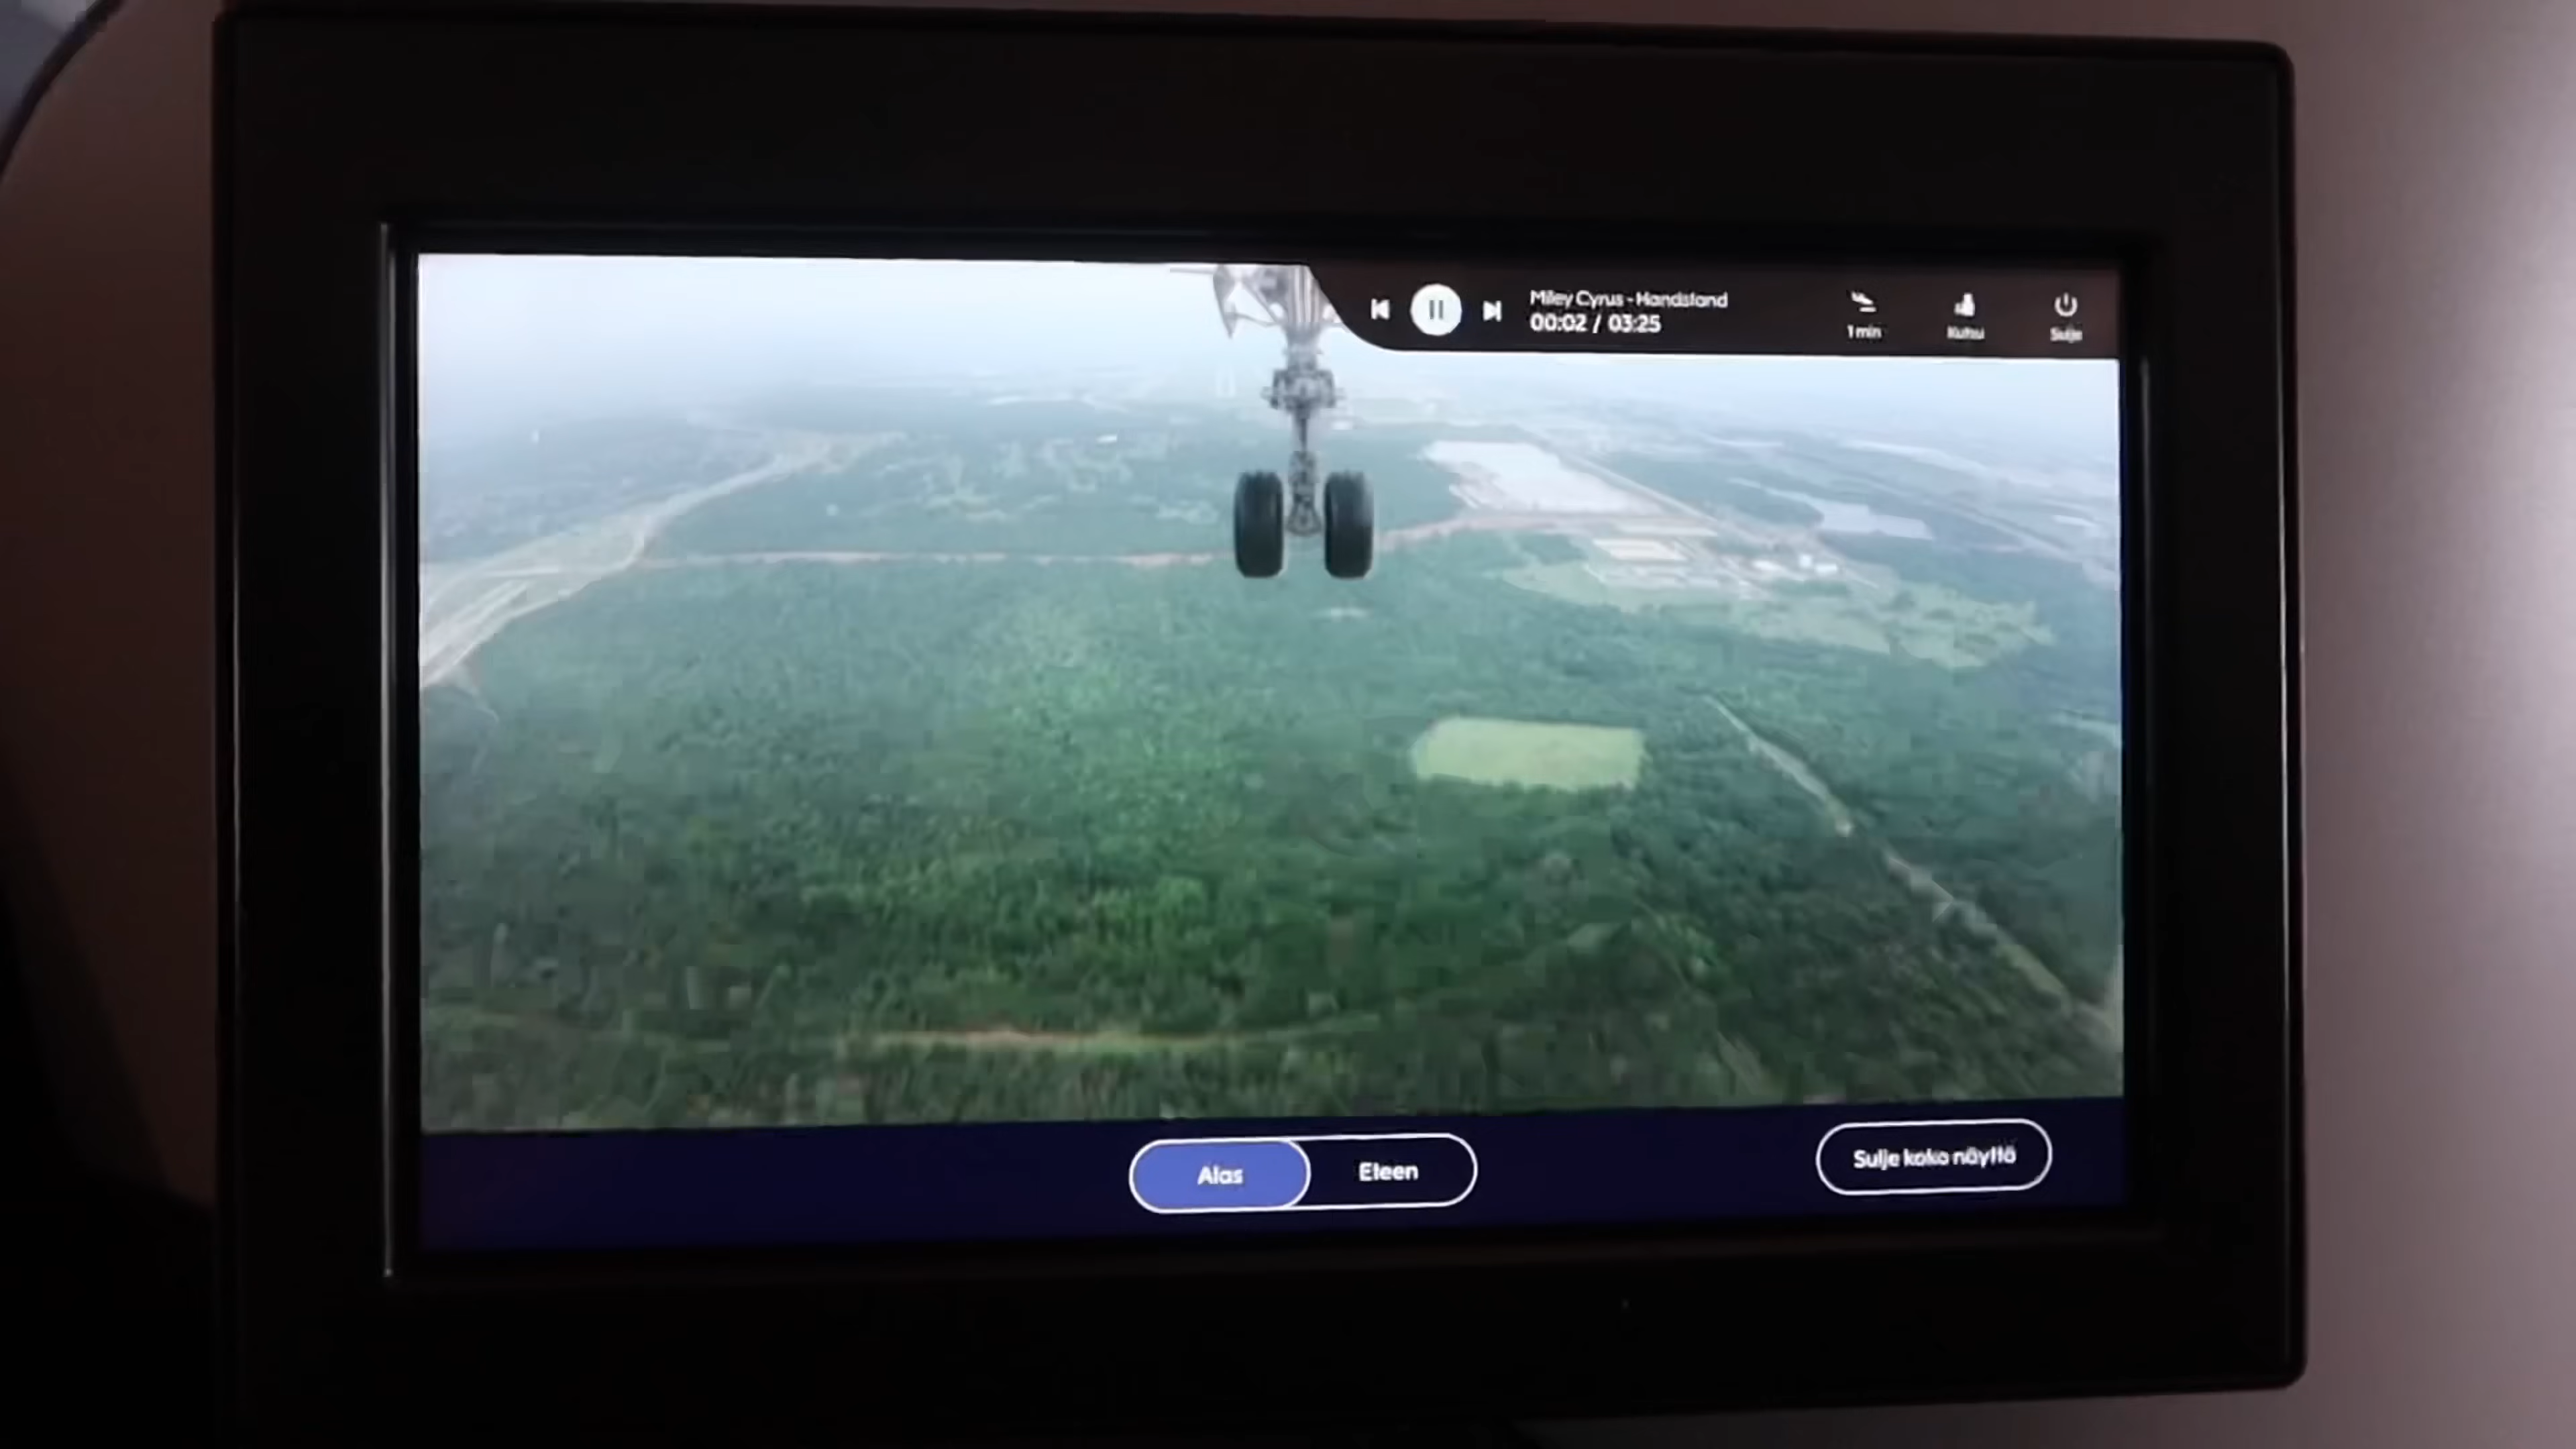 Miley Cyrus - Handstand
00:02 / 03:25
1 min
Kutsu
Sulje
Alas
Eteen
Sulje koko näyttö